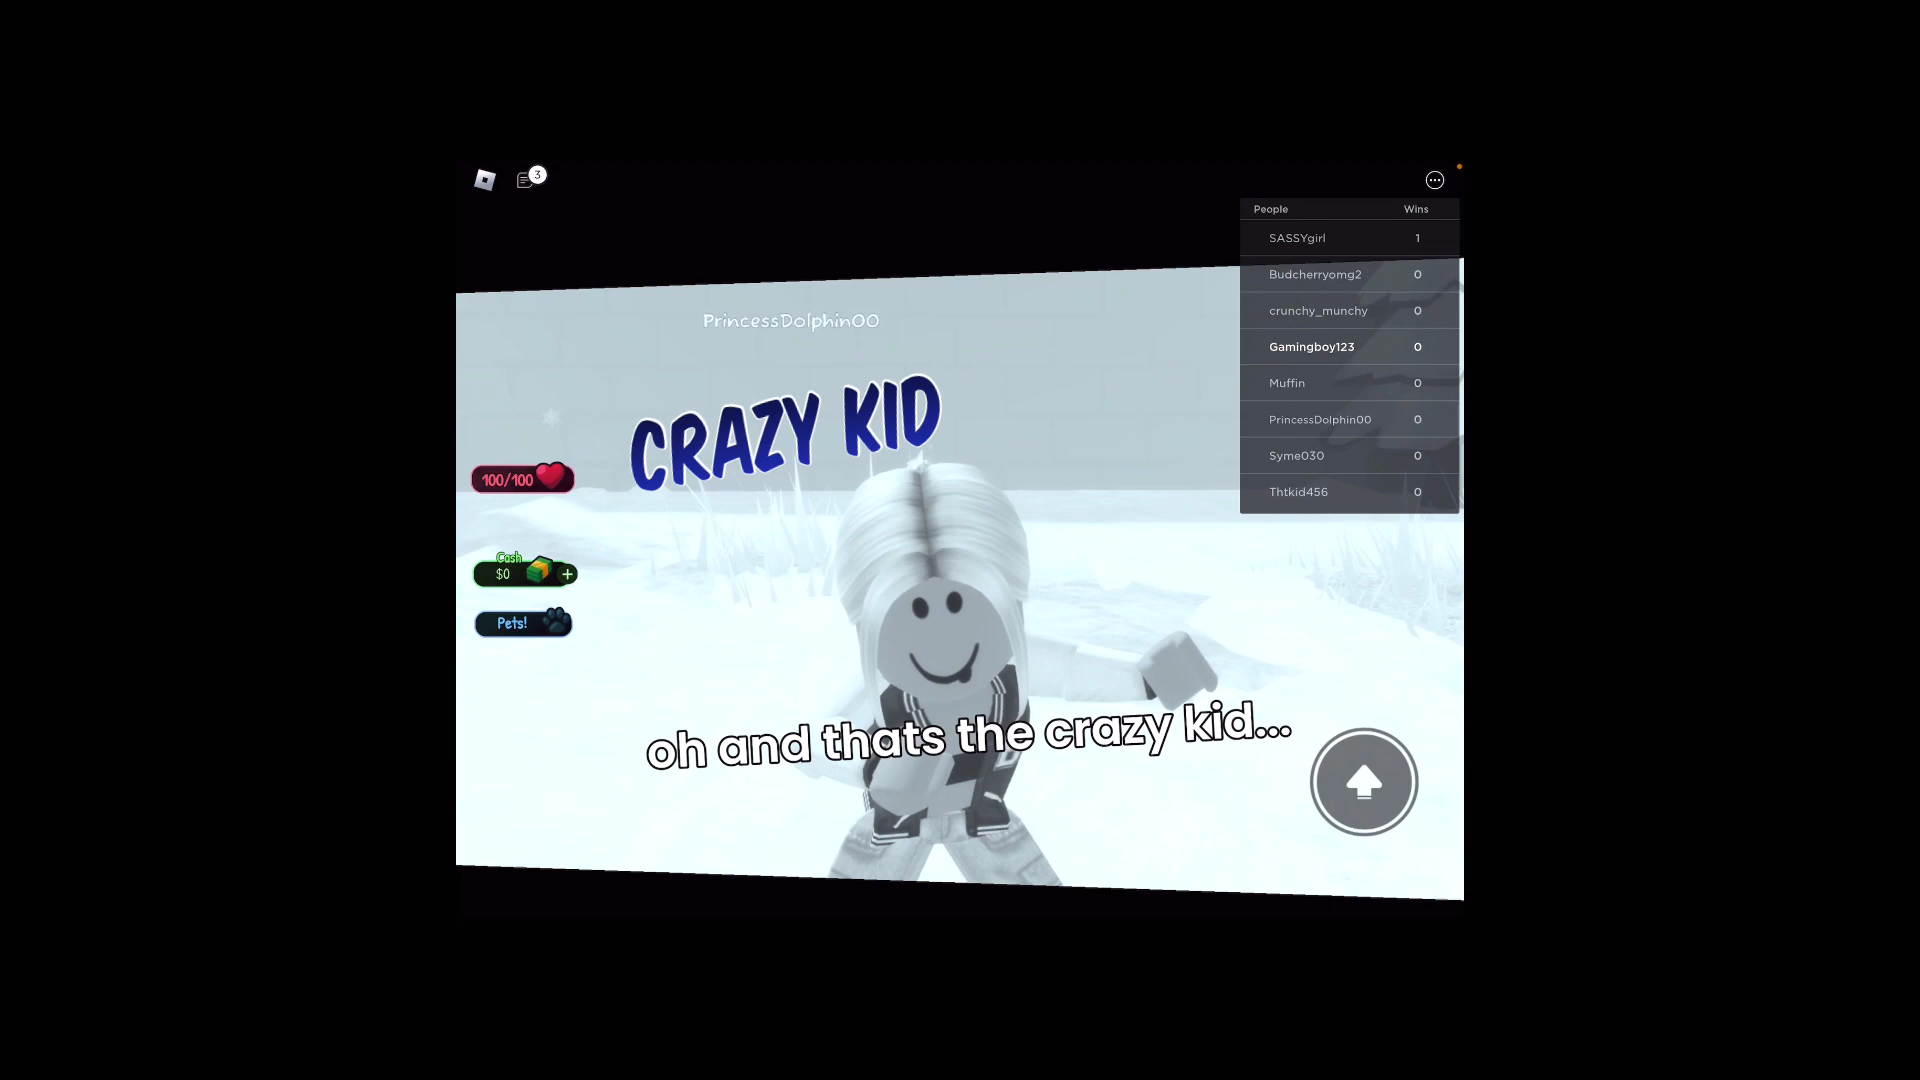 3
People Wins
SASSYgirl 1
Budcherryomg2 0
crunchy_munchy 0
Gamingboy123 0
Muffin 0
PrincessDolphin00 0
Syme030 0
Thtkid456 0
PrincessDolphin00
CRAZY KID
100/100
Cash
$0 +
Pets!
oh and thats the crazy kid...